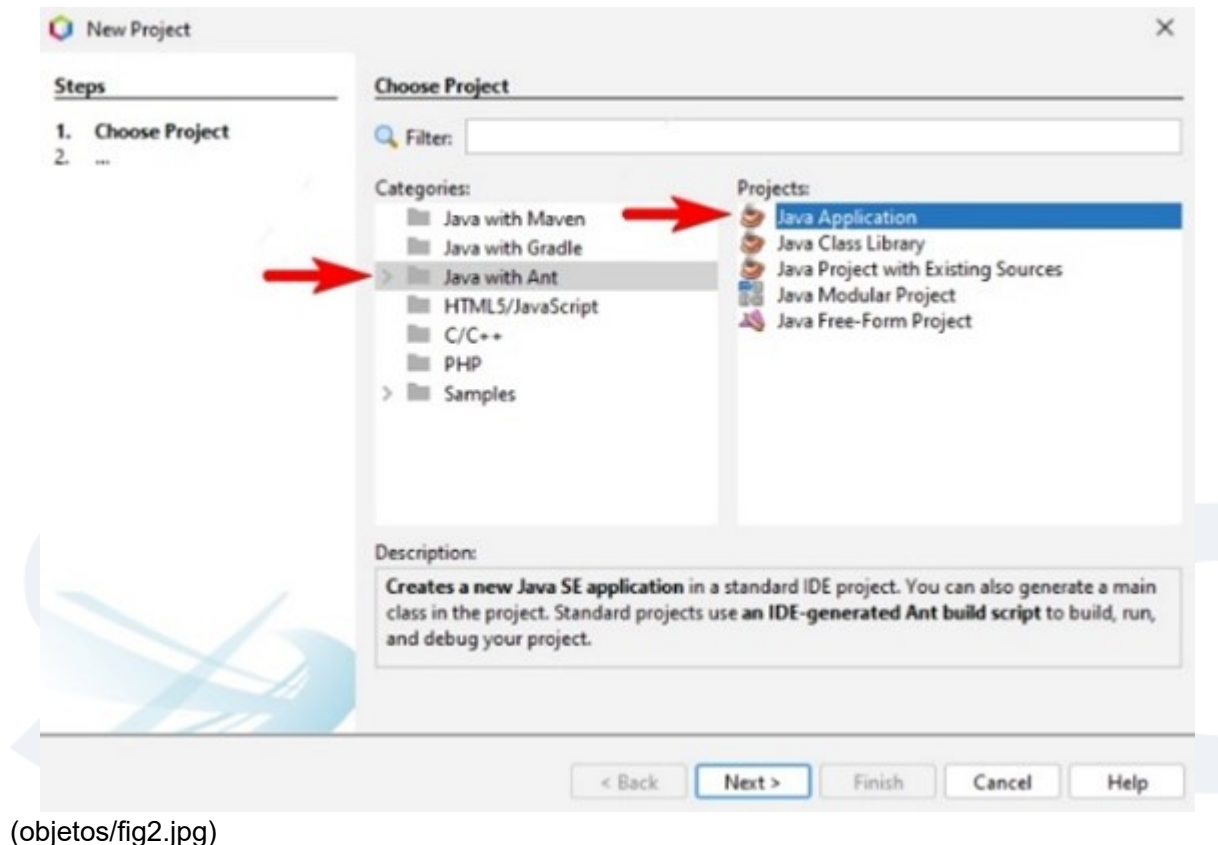 New Project
Steps
1. Choose Project
2. ...
Choose Project
Filter:
Categories:
Java with Maven
Java with Gradle
Java with Ant
HTML5/JavaScript
C/C++
PHP
Samples
Projects:
Java Application
Java Class Library
Java Project with Existing Sources
Java Modular Project
Java Free-Form Project
Description:
Creates a new Java SE application in a standard IDE project. You can also generate a main
class in the project. Standard projects use an IDE-generated Ant build script to build, run,
and debug your project.
< Back
Next >
Finish
Cancel
Help
(objetos/fig2.jpg)